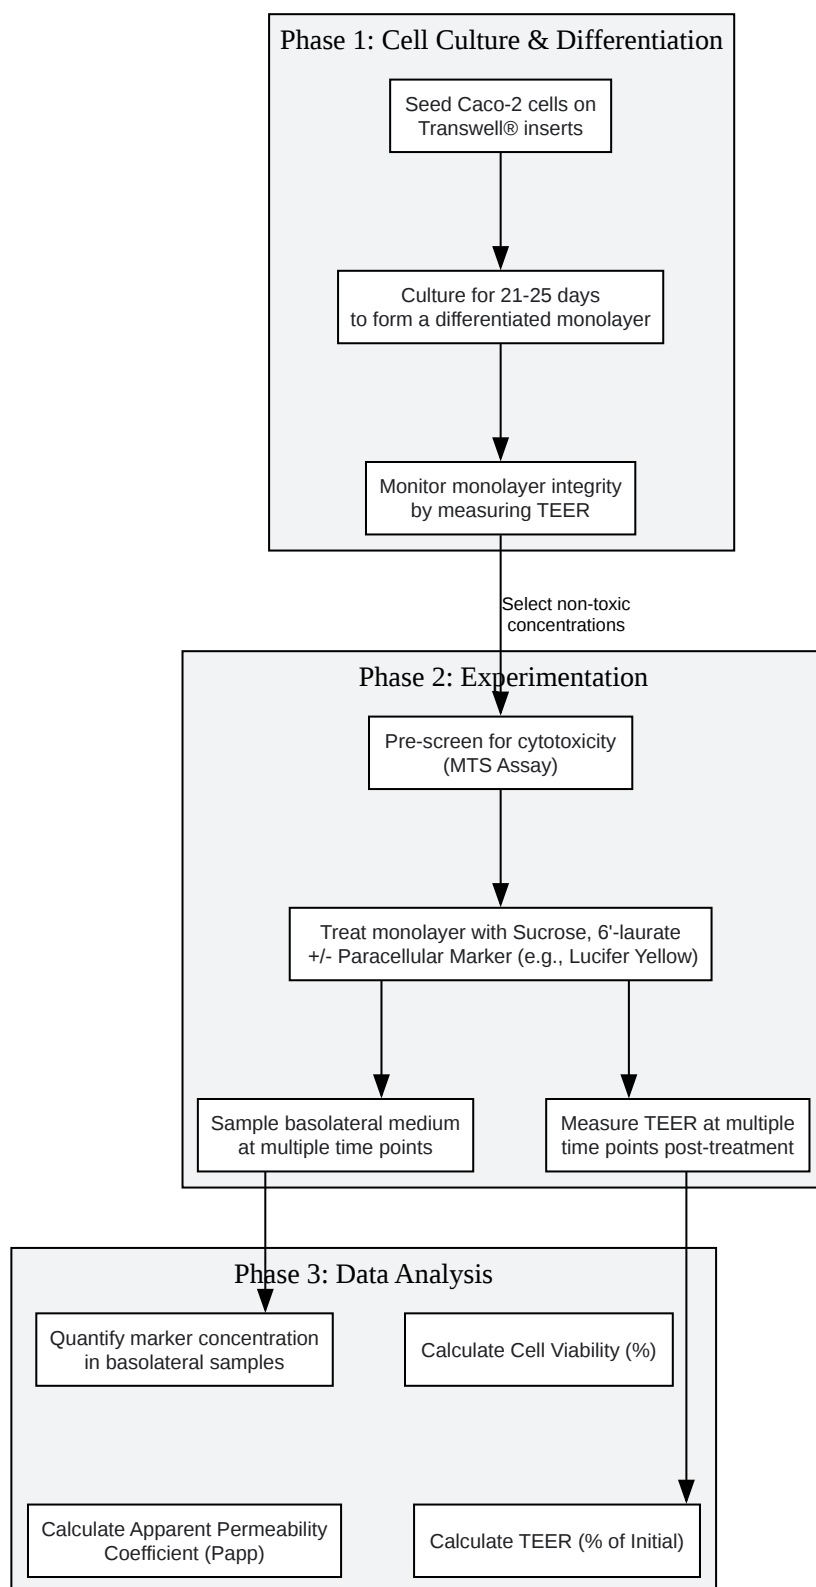 Phase 1: Cell Culture & Differentiation
Seed Caco-2 cells on
Transwell® inserts
Culture for 21-25 days
to form a differentiated monolayer
Monitor monolayer integrity
by measuring TEER
Select non-toxic
concentrations
Phase 2: Experimentation
Pre-screen for cytotoxicity
(MTS Assay)
Treat monolayer with Sucrose, 6'-laurate
+/- Paracellular Marker (e.g., Lucifer Yellow)
Sample basolateral medium
at multiple time points
Measure TEER at multiple
time points post-treatment
Phase 3: Data Analysis
Quantify marker concentration
in basolateral samples
Calculate Cell Viability (%)
Calculate Apparent Permeability
Coefficient (Papp)
Calculate TEER (% of Initial)